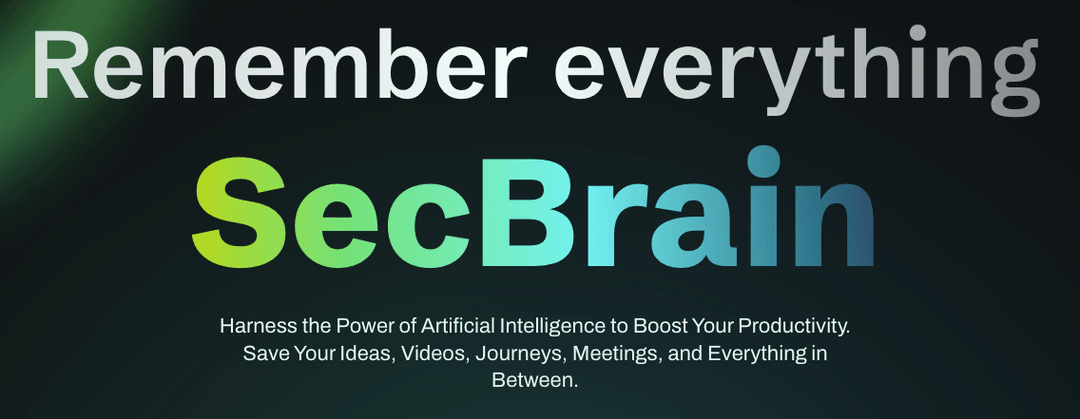 Remember everything
SecBrain
Harness the Power of Artificial Intelligence to Boost Your Productivity.
Save Your Ideas, Videos, Journeys, Meetings, and Everything in
Between.